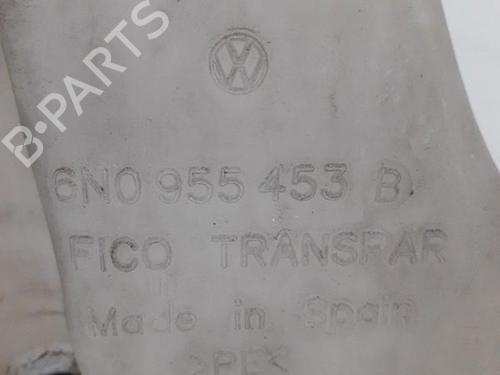 B-PARTS
6N0 955 453 B
FICO TRANSPAR
Made in Spain
>PE<